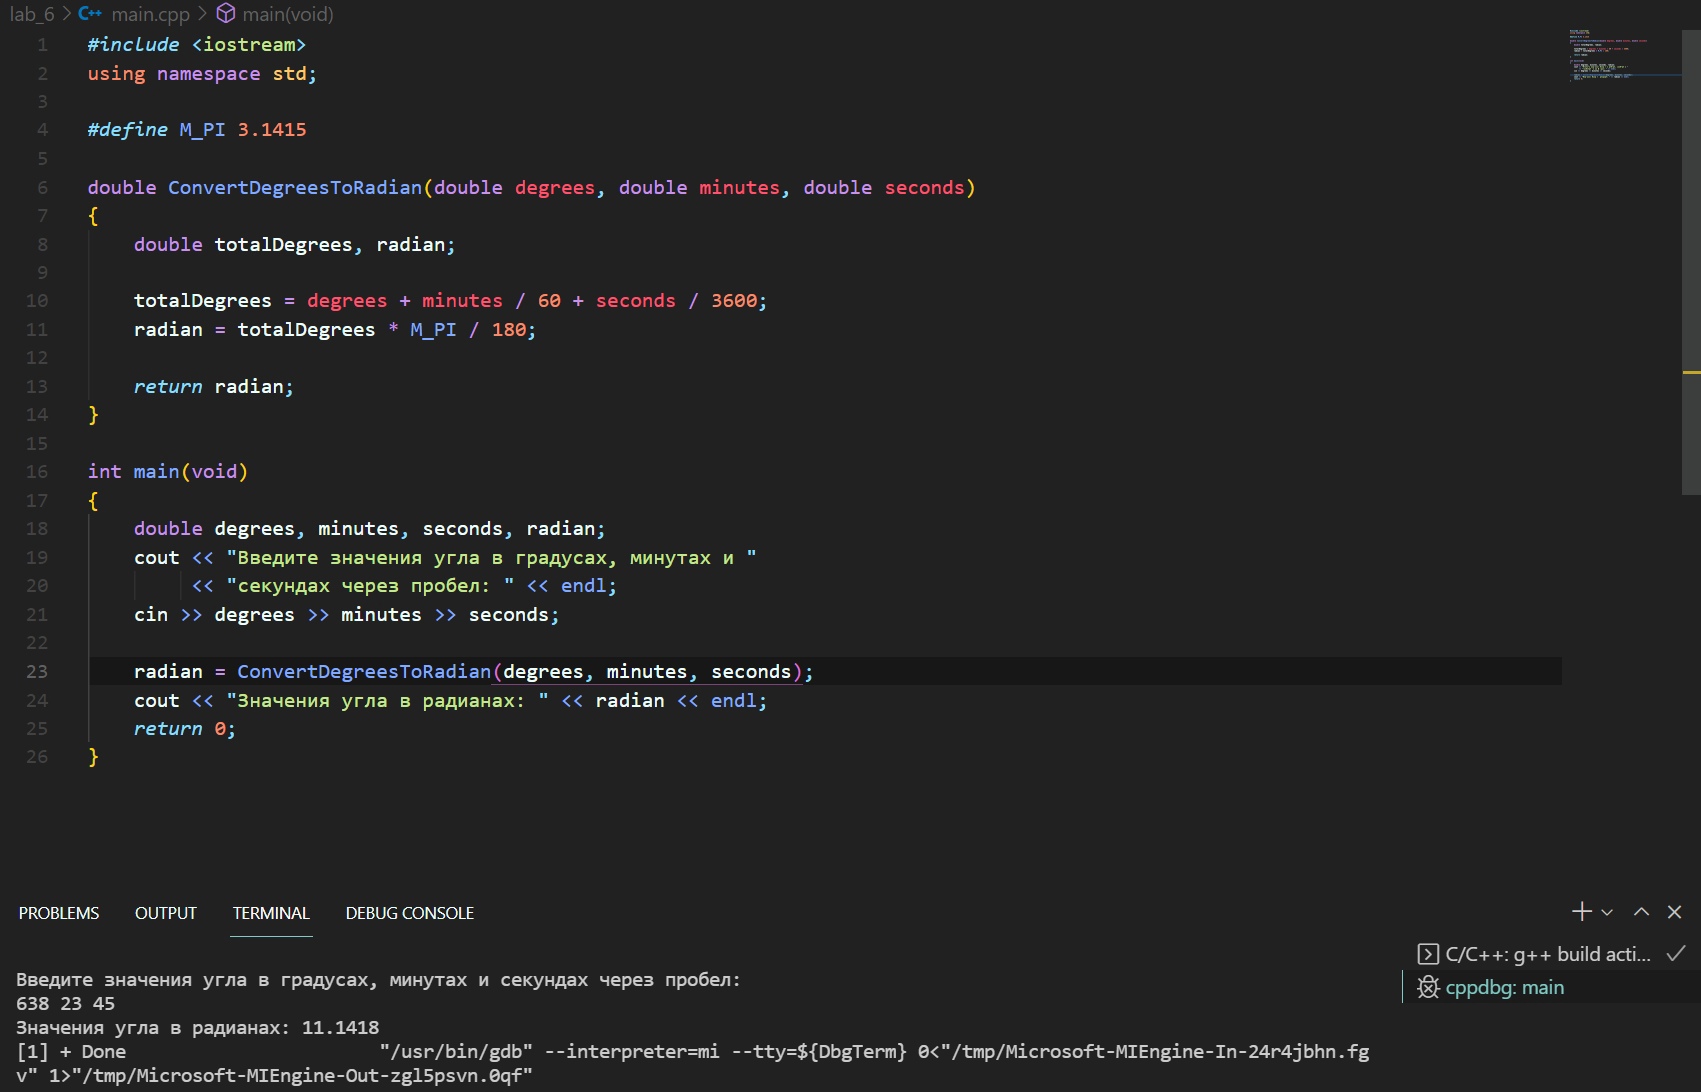 lab_6 > C++ main.cpp > main(void)
1 #include <iostream>
2 using namespace std;
3
4 #define M_PI 3.1415
5
6 double ConvertDegreesToRadian(double degrees, double minutes, double seconds)
7 {
8     double totalDegrees, radian;
9
10     totalDegrees = degrees + minutes / 60 + seconds / 3600;
11     radian = totalDegrees * M_PI / 180;
12
13     return radian;
14 }
15
16 int main(void)
17 {
18     double degrees, minutes, seconds, radian;
19     cout << "Введите значения угла в градусах, минутах и "
20          << "секундах через пробел: " << endl;
21     cin >> degrees >> minutes >> seconds;
22
23     radian = ConvertDegreesToRadian(degrees, minutes, seconds);
24     cout << "Значения угла в радианах: " << radian << endl;
25     return 0;
26 }
PROBLEMS OUTPUT TERMINAL DEBUG CONSOLE
C/C++: g++ build acti...
cppdbg: main
Введите значения угла в градусах, минутах и секундах через пробел:
638 23 45
Значения угла в радианах: 11.1418
[1] + Done                       "/usr/bin/gdb" --interpreter=mi --tty=${DbgTerm} 0<"/tmp/Microsoft-MIEngine-In-24r4jbhn.fg
v" 1>"/tmp/Microsoft-MIEngine-Out-zgl5psvn.0qf"